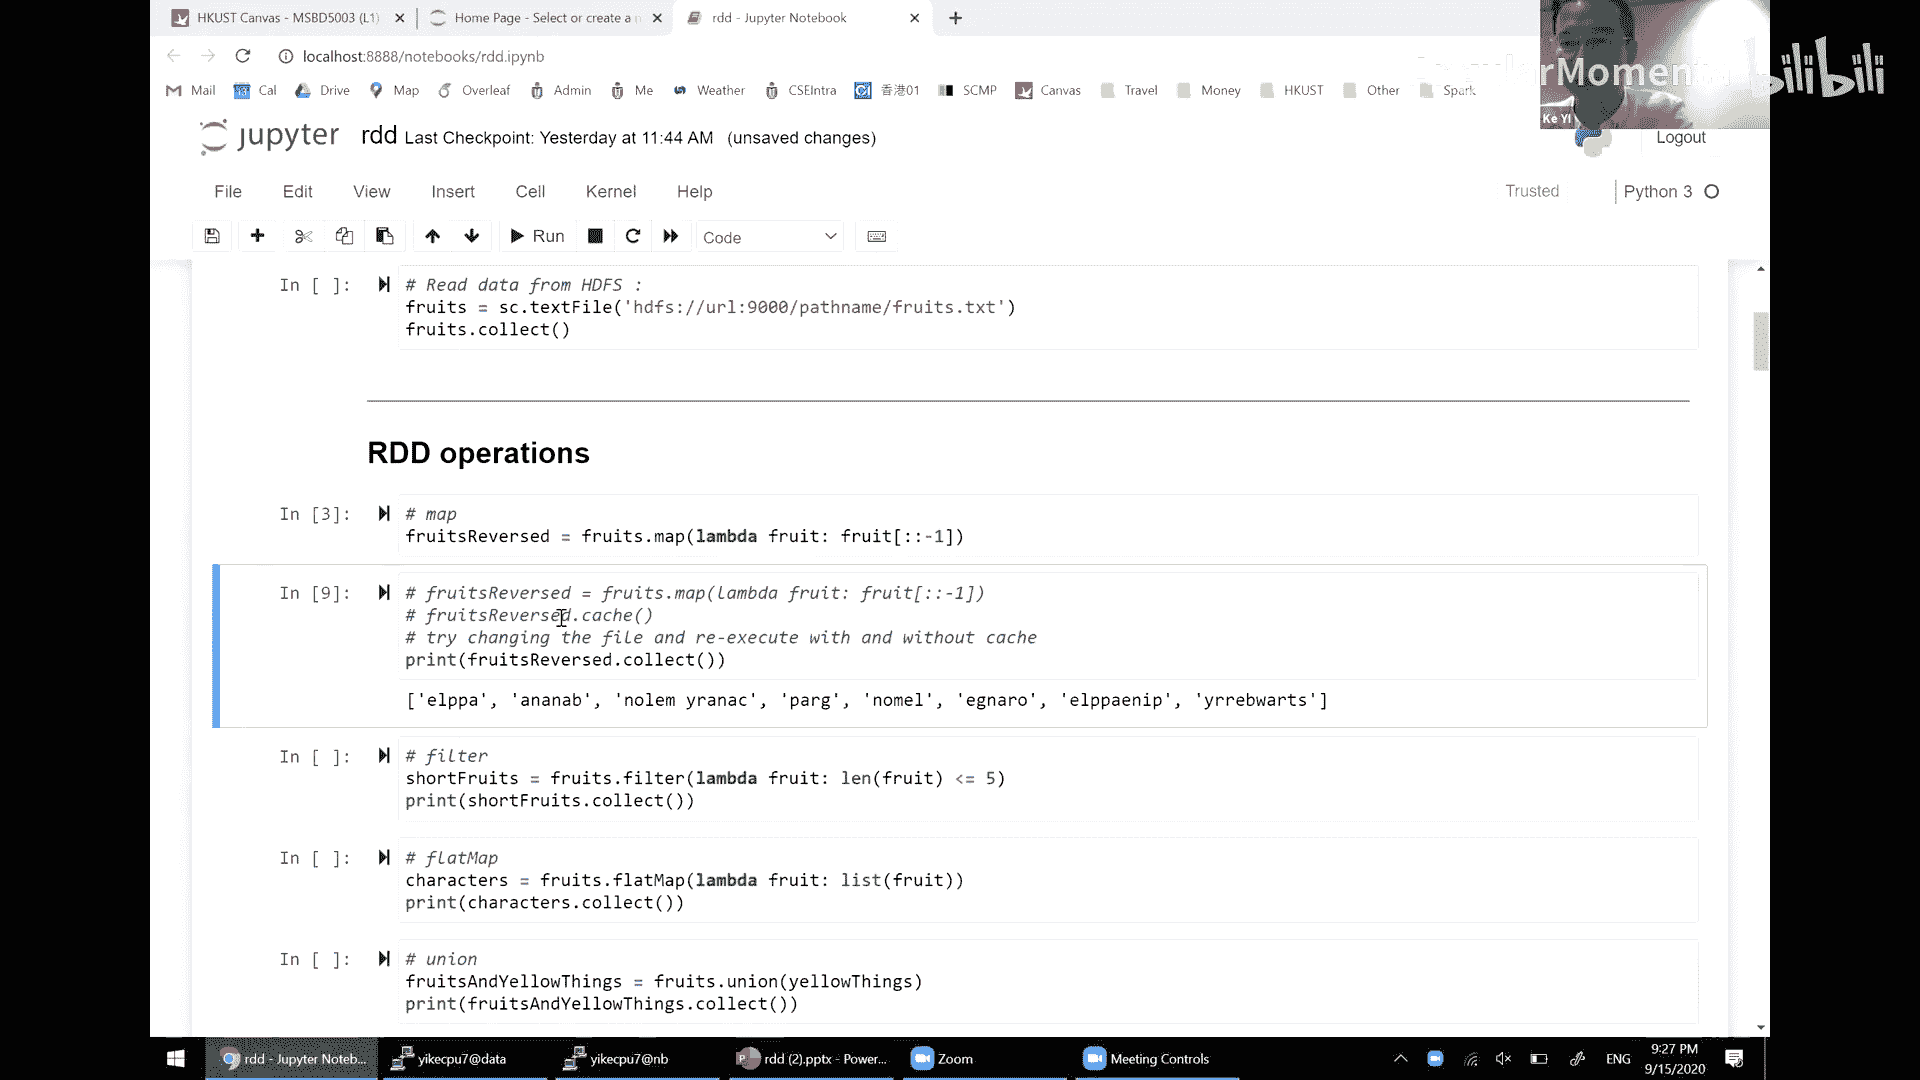 HKUST Canvas - MSBD5003 (L1)
Home Page - Select or create a
rdd - Jupyter Notebook
localhost:8888/notebooks/rdd.ipynb
Mail Cal Drive Map Overleaf Admin Me Weather CSEIntra 香港01 SCMP Canvas Travel Money HKUST Other Spark
bilibili
Ke YI
jupyter rdd Last Checkpoint: Yesterday at 11:44 AM (unsaved changes)
Logout
File Edit View Insert Cell Kernel Help
Trusted Python 3
Run Code
In [ ]: # Read data from HDFS :
fruits = sc.textFile('hdfs://url:9000/pathname/fruits.txt')
fruits.collect()
RDD operations
In [3]: # map
fruitsReversed = fruits.map(lambda fruit: fruit[::-1])
In [9]: # fruitsReversed = fruits.map(lambda fruit: fruit[::-1])
# fruitsReversed.cache()
# try changing the file and re-execute with and without cache
print(fruitsReversed.collect())
['elppa', 'ananab', 'nolem yranac', 'parg', 'nomel', 'egnaro', 'elppaenip', 'yrrebwarts']
In [ ]: # filter
shortFruits = fruits.filter(lambda fruit: len(fruit) <= 5)
print(shortFruits.collect())
In [ ]: # flatMap
characters = fruits.flatMap(lambda fruit: list(fruit))
print(characters.collect())
In [ ]: # union
fruitsAndYellowThings = fruits.union(yellowThings)
print(fruitsAndYellowThings.collect())
rdd - Jupyter Noteb... yikecpu7@data yikecpu7@nb rdd (2).pptx - Power... Zoom Meeting Controls
ENG
9:27 PM
9/15/2020